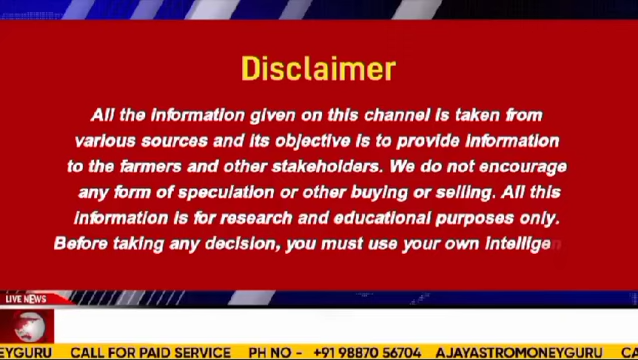 Disclaimer
All the information given on this channel is taken from
various sources and its objective is to provide information
to the farmers and other stakeholders. We do not encourage
any form of speculation or other buying or selling. All this
information is for research and educational purposes only.
Before taking any decision, you must use your own intelligen
LIVE NEWS
EYGURU CALL FOR PAID SERVICE PH NO - +91 98870 56704 AJAYASTROMONEYGURU CA